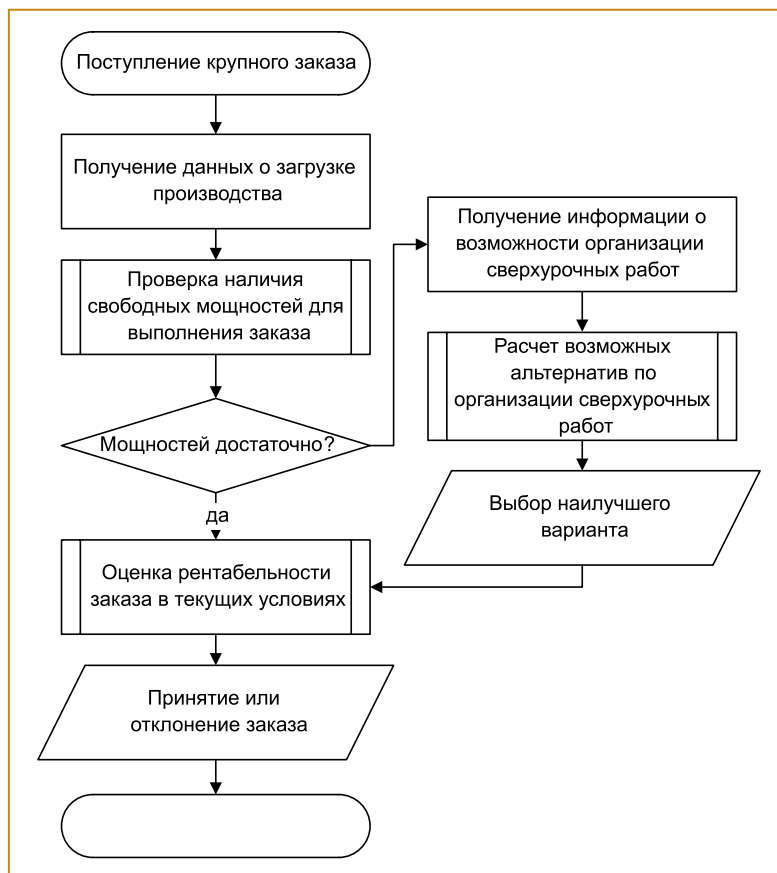 Поступление крупного заказа
Получение данных о загрузке
производства
Проверка наличия
свободных мощностей для
выполнения заказа
Мощностей достаточно?
да
Получение информации о
возможности организации
сверхурочных работ
Расчет возможных
альтернатив по
организации сверхурочных
работ
Выбор наилучшего
варианта
Оценка рентабельности
заказа в текущих условиях
Принятие или
отклонение заказа